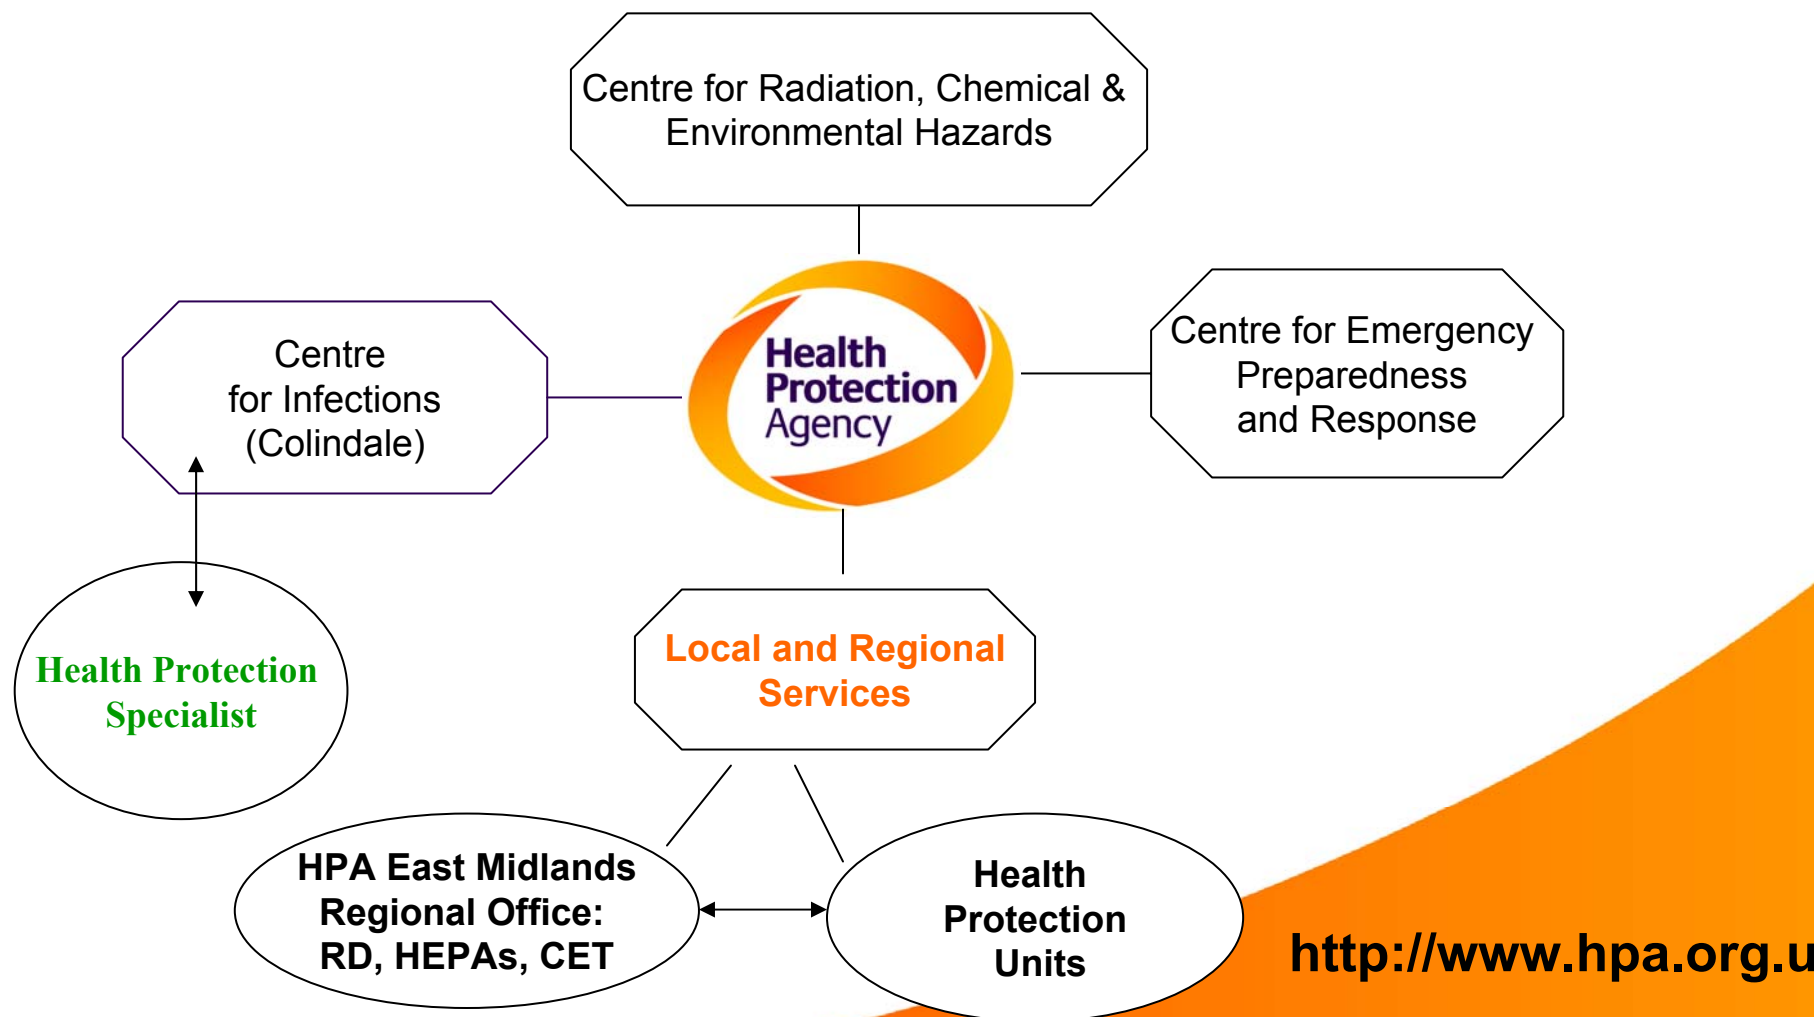 Centre for Radiation, Chemical &
Environmental Hazards
Health
Protection
Agency
Centre for Emergency
Preparedness
and Response
Centre
for Infections
(Colindale)
Health Protection
Specialist
Local and Regional
Services
HPA East Midlands
Regional Office:
RD, HEPAs, CET
Health
Protection
Units
http://www.hpa.org.u